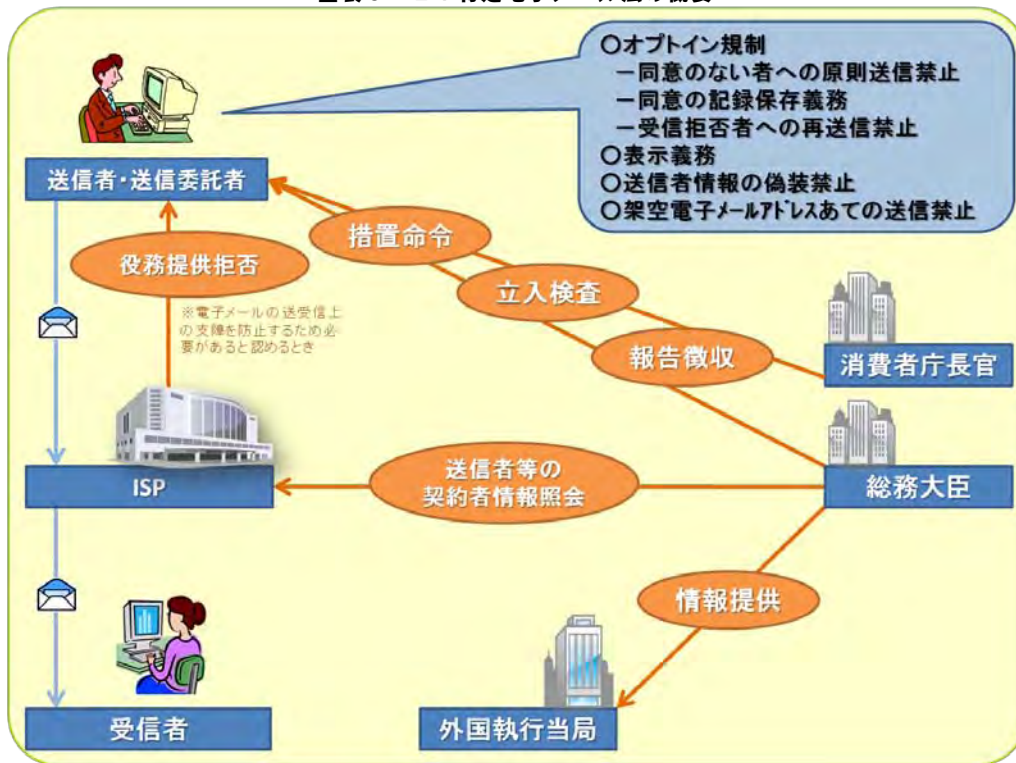 ○オプトイン規制
－同意のない者への原則送信禁止
－同意の記録保存義務
－受信拒否者への再送信禁止
○表示義務
○送信者情報の偽装禁止
○架空電子メールアドレスあての送信禁止
送信者・送信委託者
措置命令
役務提供拒否
立入検査
※電子メールの送受信上
の支障を防止するため必
要があると認めるとき
報告徴収
消費者庁長官
送信者等の
契約者情報照会
ISP
総務大臣
情報提供
受信者
外国執行当局